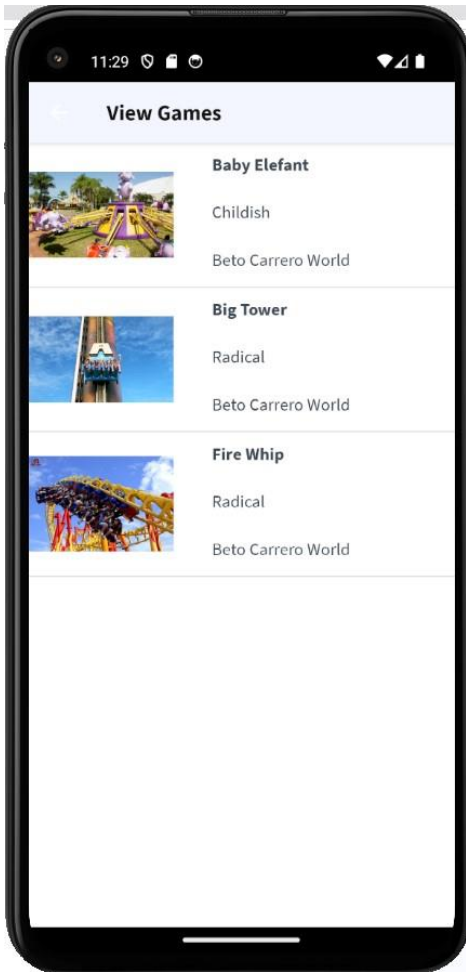 11:29
View Games
Baby Elefant
Childish
Beto Carrero World
Big Tower
Radical
Beto Carrero World
Fire Whip
Radical
Beto Carrero World